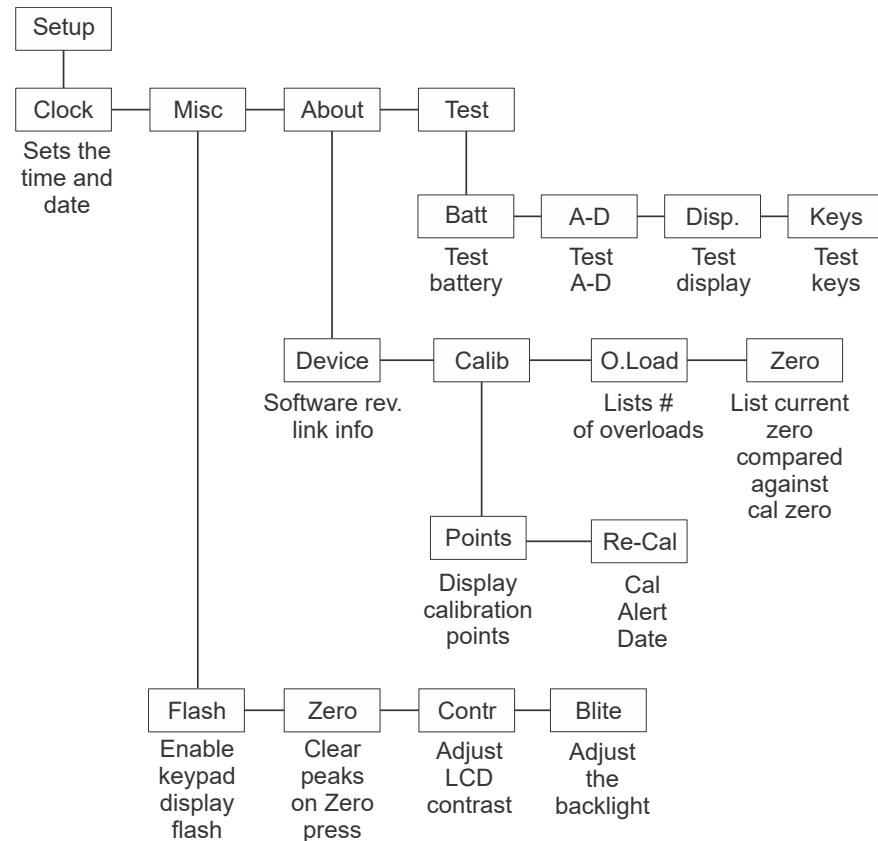 Setup
Clock
Misc
About
Test
Sets the
time and
date
Batt
A-D
Disp.
Keys
Test
battery
Test
A-D
Test
display
Test
keys
Device
Calib
O.Load
Zero
Software rev.
link info
Lists #
of overloads
List current
zero
compared
against
cal zero
Points
Re-Cal
Display
calibration
points
Cal
Alert
Date
Flash
Zero
Contr
Blite
Enable
keypad
display
flash
Clear
peaks
on Zero
press
Adjust
LCD
contrast
Adjust
the
backlight